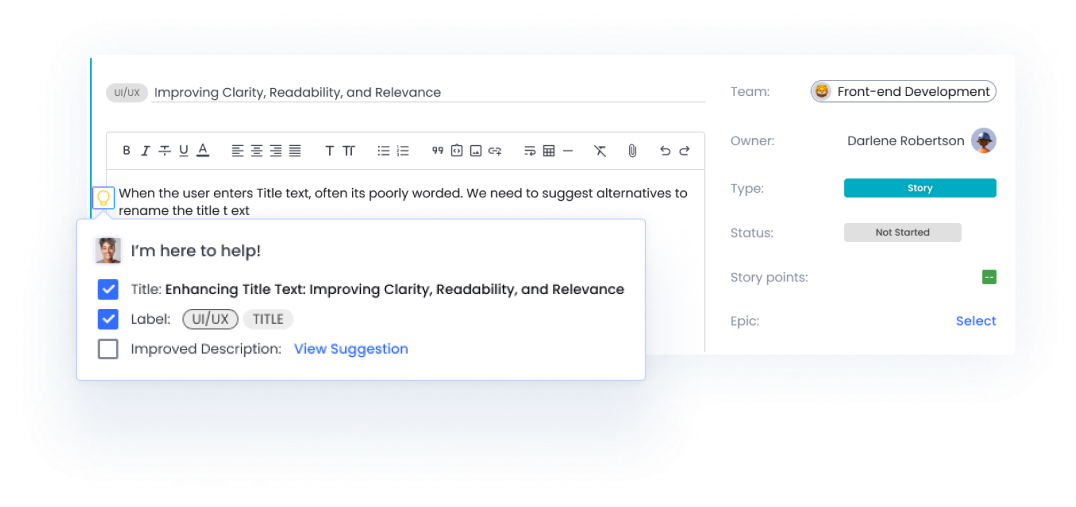 UI/UX Improving Clarity, Readability, and Relevance
When the user enters Title text, often its poorly worded. We need to suggest alternatives to
rename the title t ext
I'm here to help!
Title: Enhancing Title Text: Improving Clarity, Readability, and Relevance
Label: UI/UX TITLE
Improved Description: View Suggestion
Team: Front-end Development
Owner: Darlene Robertson
Type: Story
Status: Not Started
Story points: --
Epic: Select